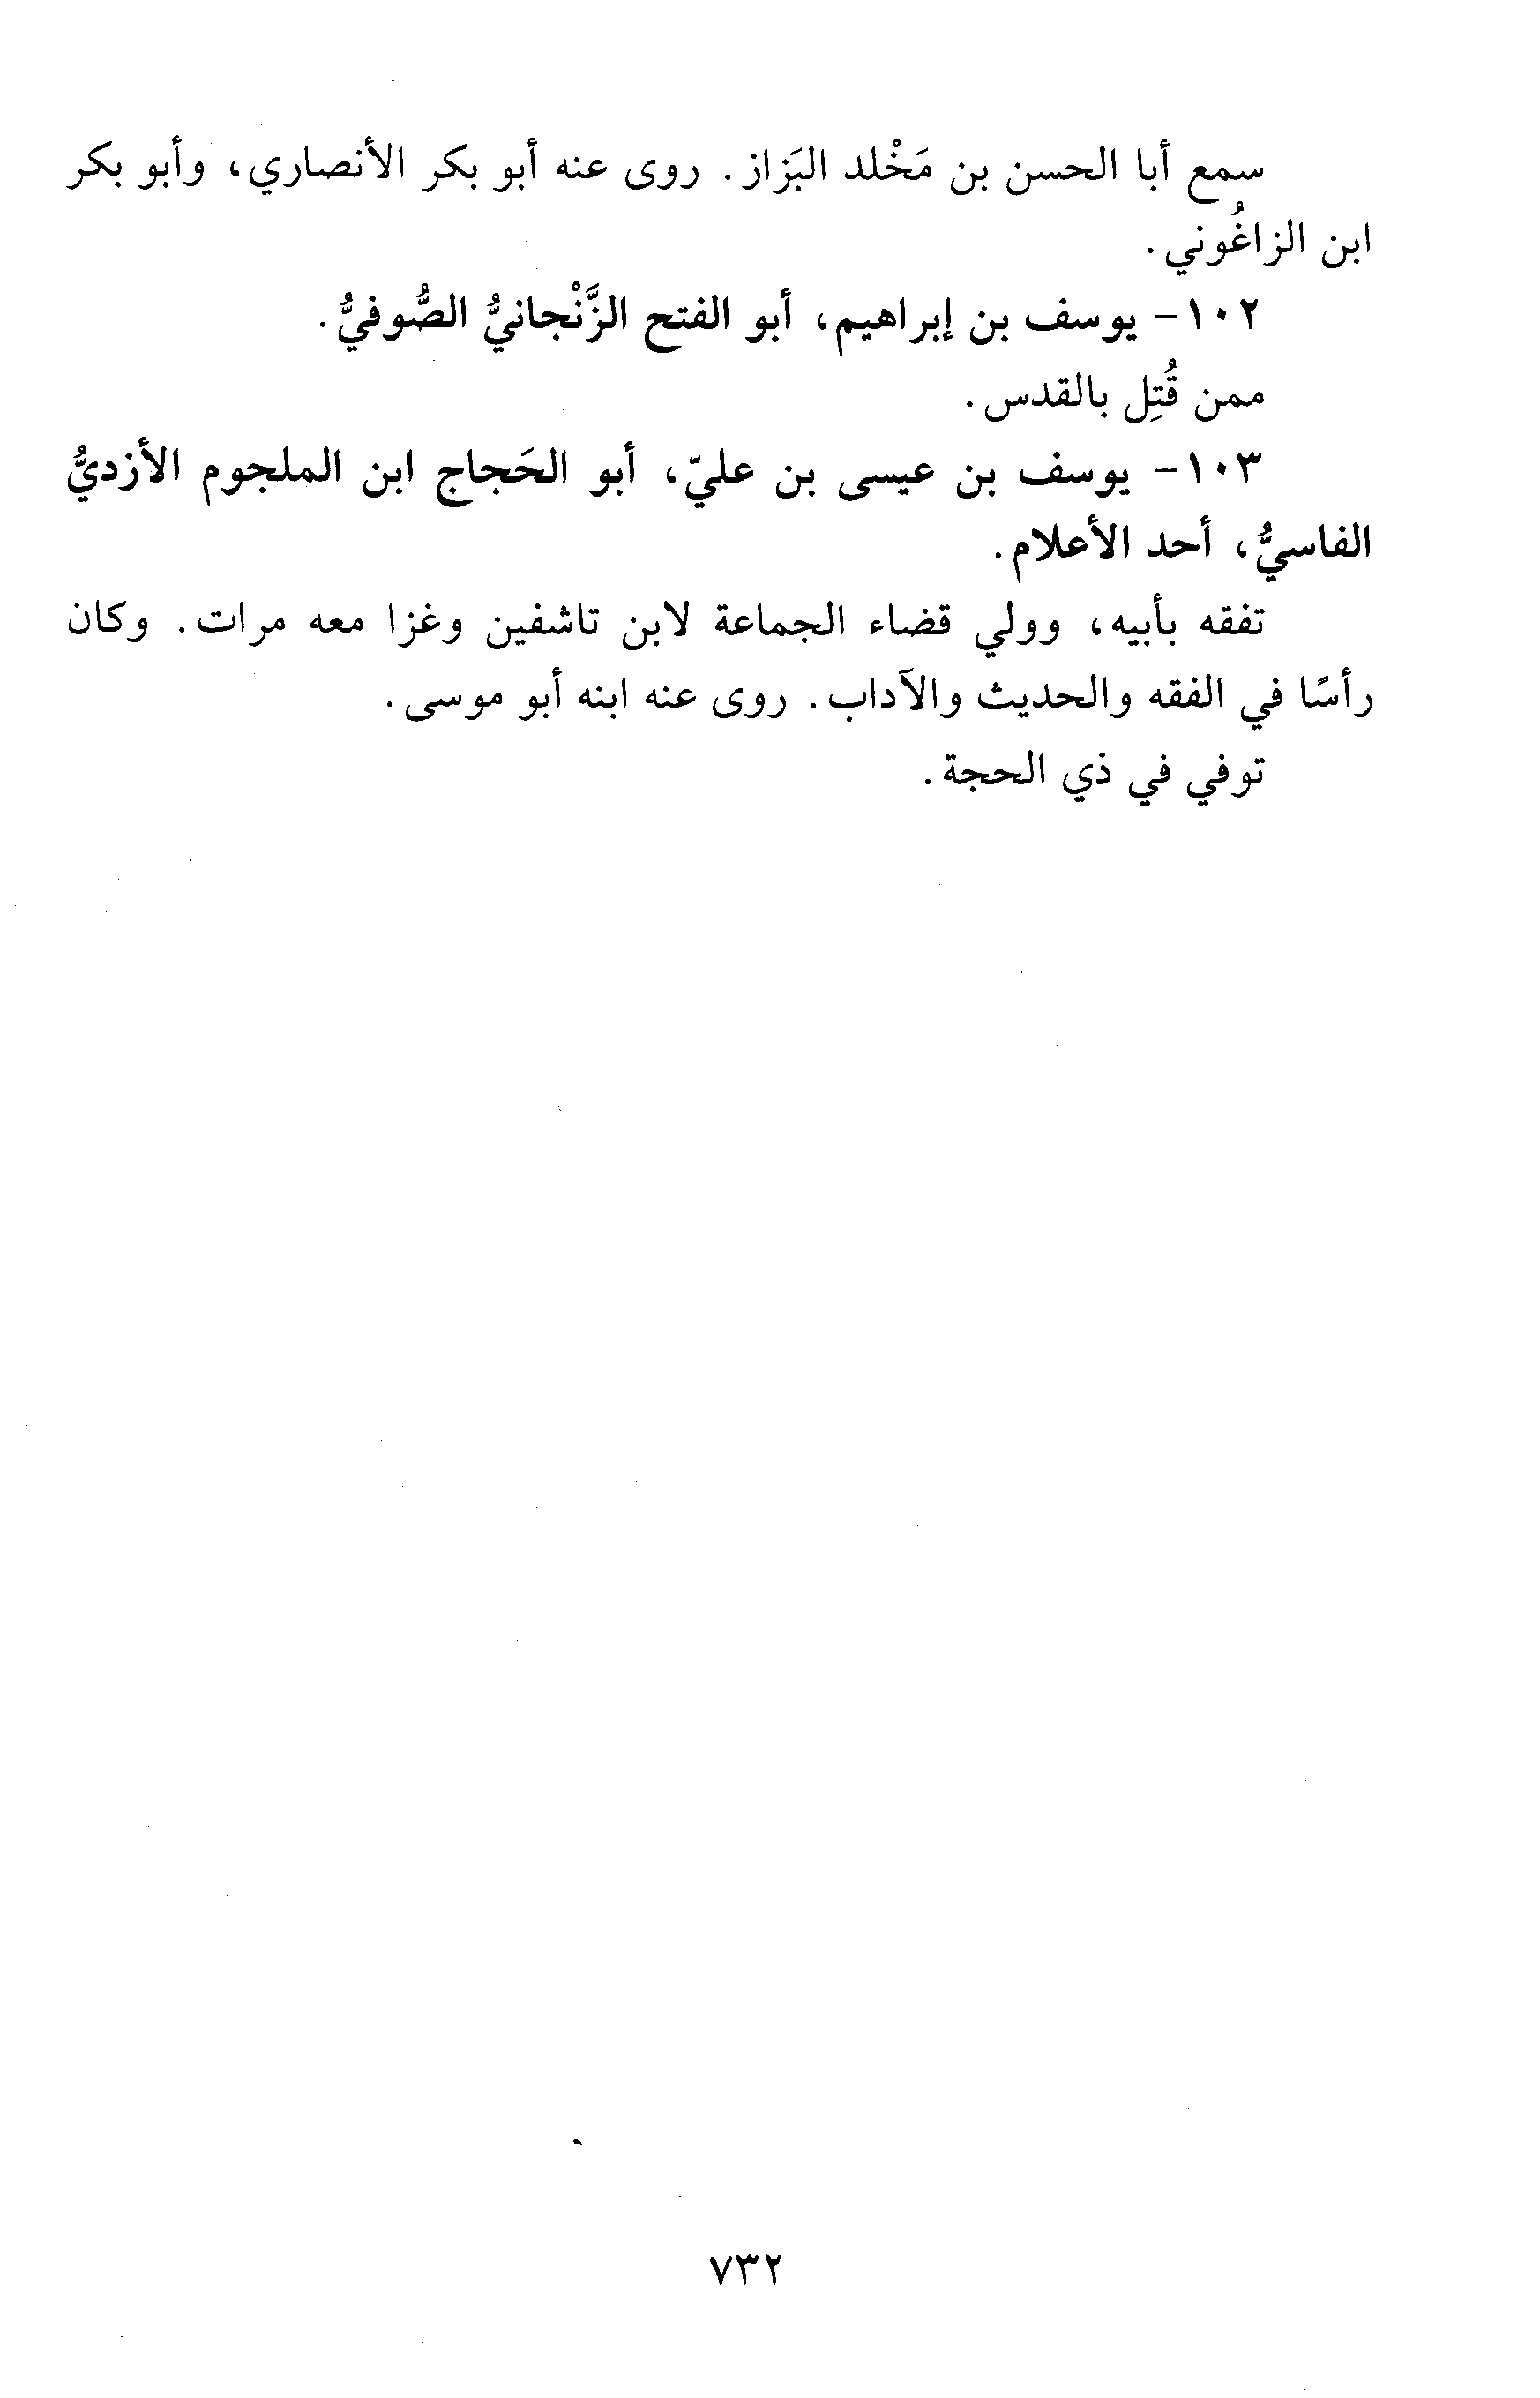 سمع أبا الحسن بن مَخْلد البَزاز. روى عنه أبو بكر الأنصاري، وأبو بكر
ابن الزاغُوني.
١٠٢- يوسف بن إبراهيم، أبو الفتح الزَّنْجانيُّ الصُّوفيُّ.
ممن قُتِل بالقدس.
١٠٣- يوسف بن عيسى بن عليّ، أبو الحَجاج ابن الملجوم الأزديُّ
الفاسيُّ، أحد الأعلام.
تفقه بأبيه، وولي قضاء الجماعة لابن تاشفين وغزا معه مرات. وكان
رأسًا في الفقه والحديث والآداب. روى عنه ابنه أبو موسى.
توفي في ذي الحجة.
٧٣٢